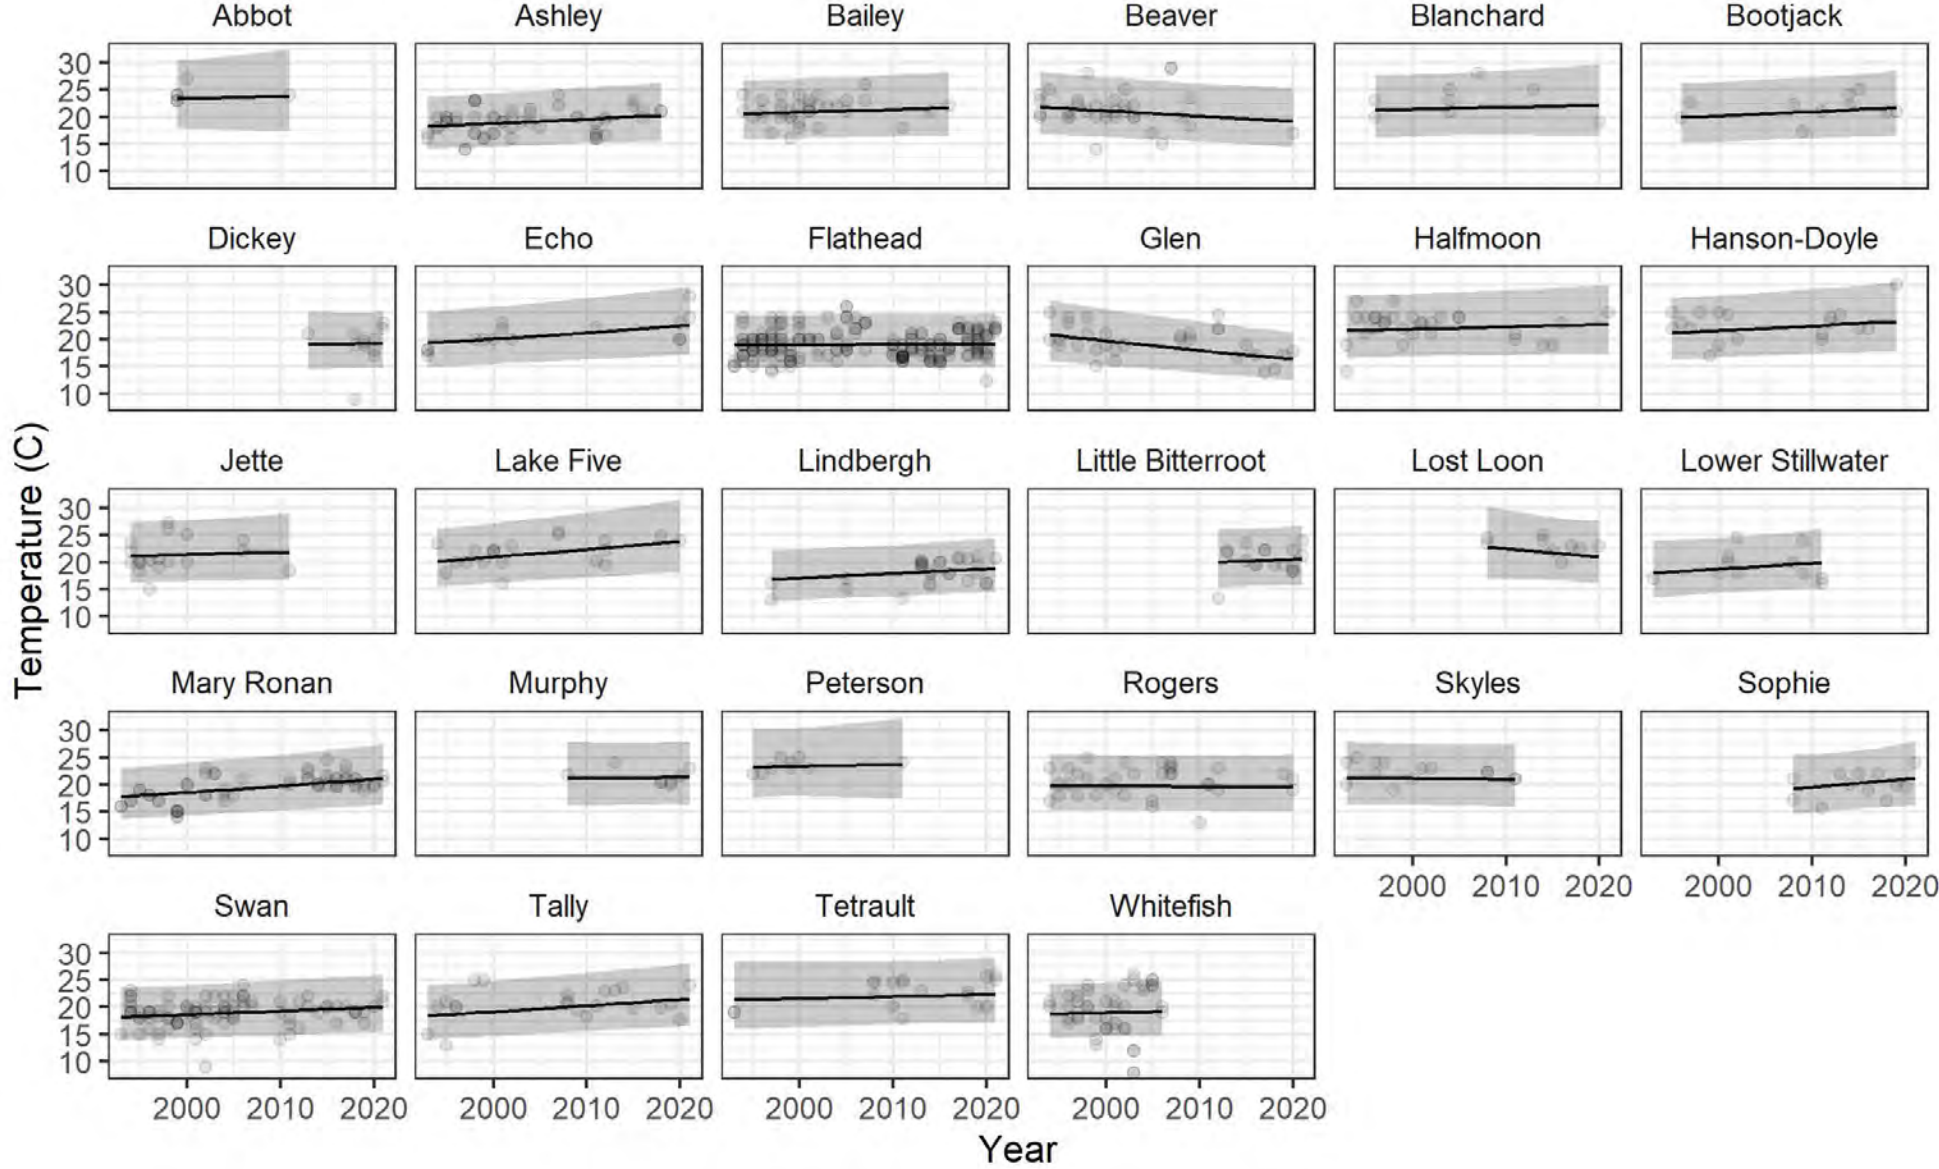 Abbot Ashley Bailey Beaver Blanchard Bootjack
30
25
20
15
10
Dickey Echo Flathead Glen Halfmoon Hanson-Doyle
30
25
20
15
10
Temperature (C)
Jette Lake Five Lindbergh Little Bitterroot Lost Loon Lower Stillwater
30
25
20
15
10
Mary Ronan Murphy Peterson Rogers Skyles Sophie
30
25
20
15
10
2000 2010 2020 2000 2010 2020
Swan Tally Tetrault Whitefish
30
25
20
15
10
2000 2010 2020 2000 2010 2020 2000 2010 2020 2000 2010 2020
Year